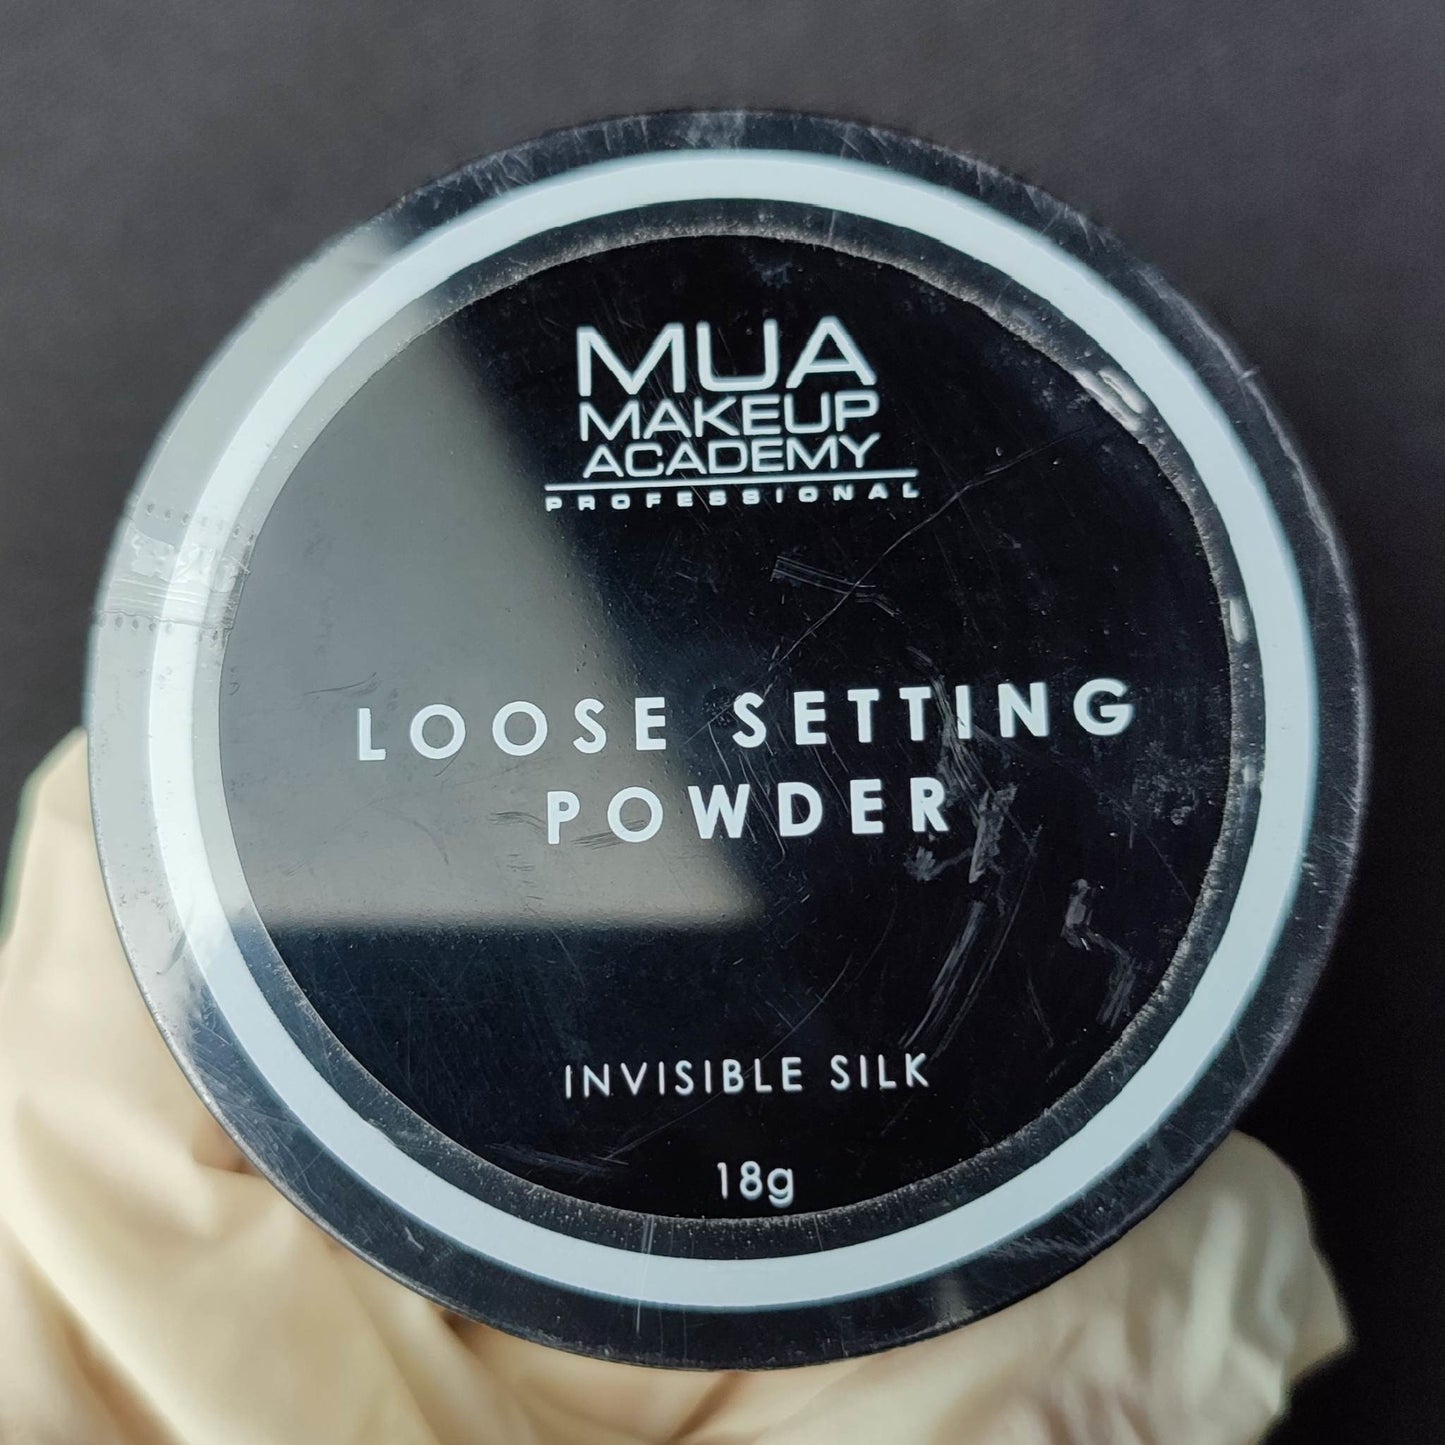 MUA
MAKEUP
ACADEMY
PROFESSIONAL
LOOSE SETTING
POWDER
INVISIBLE SILK
18g